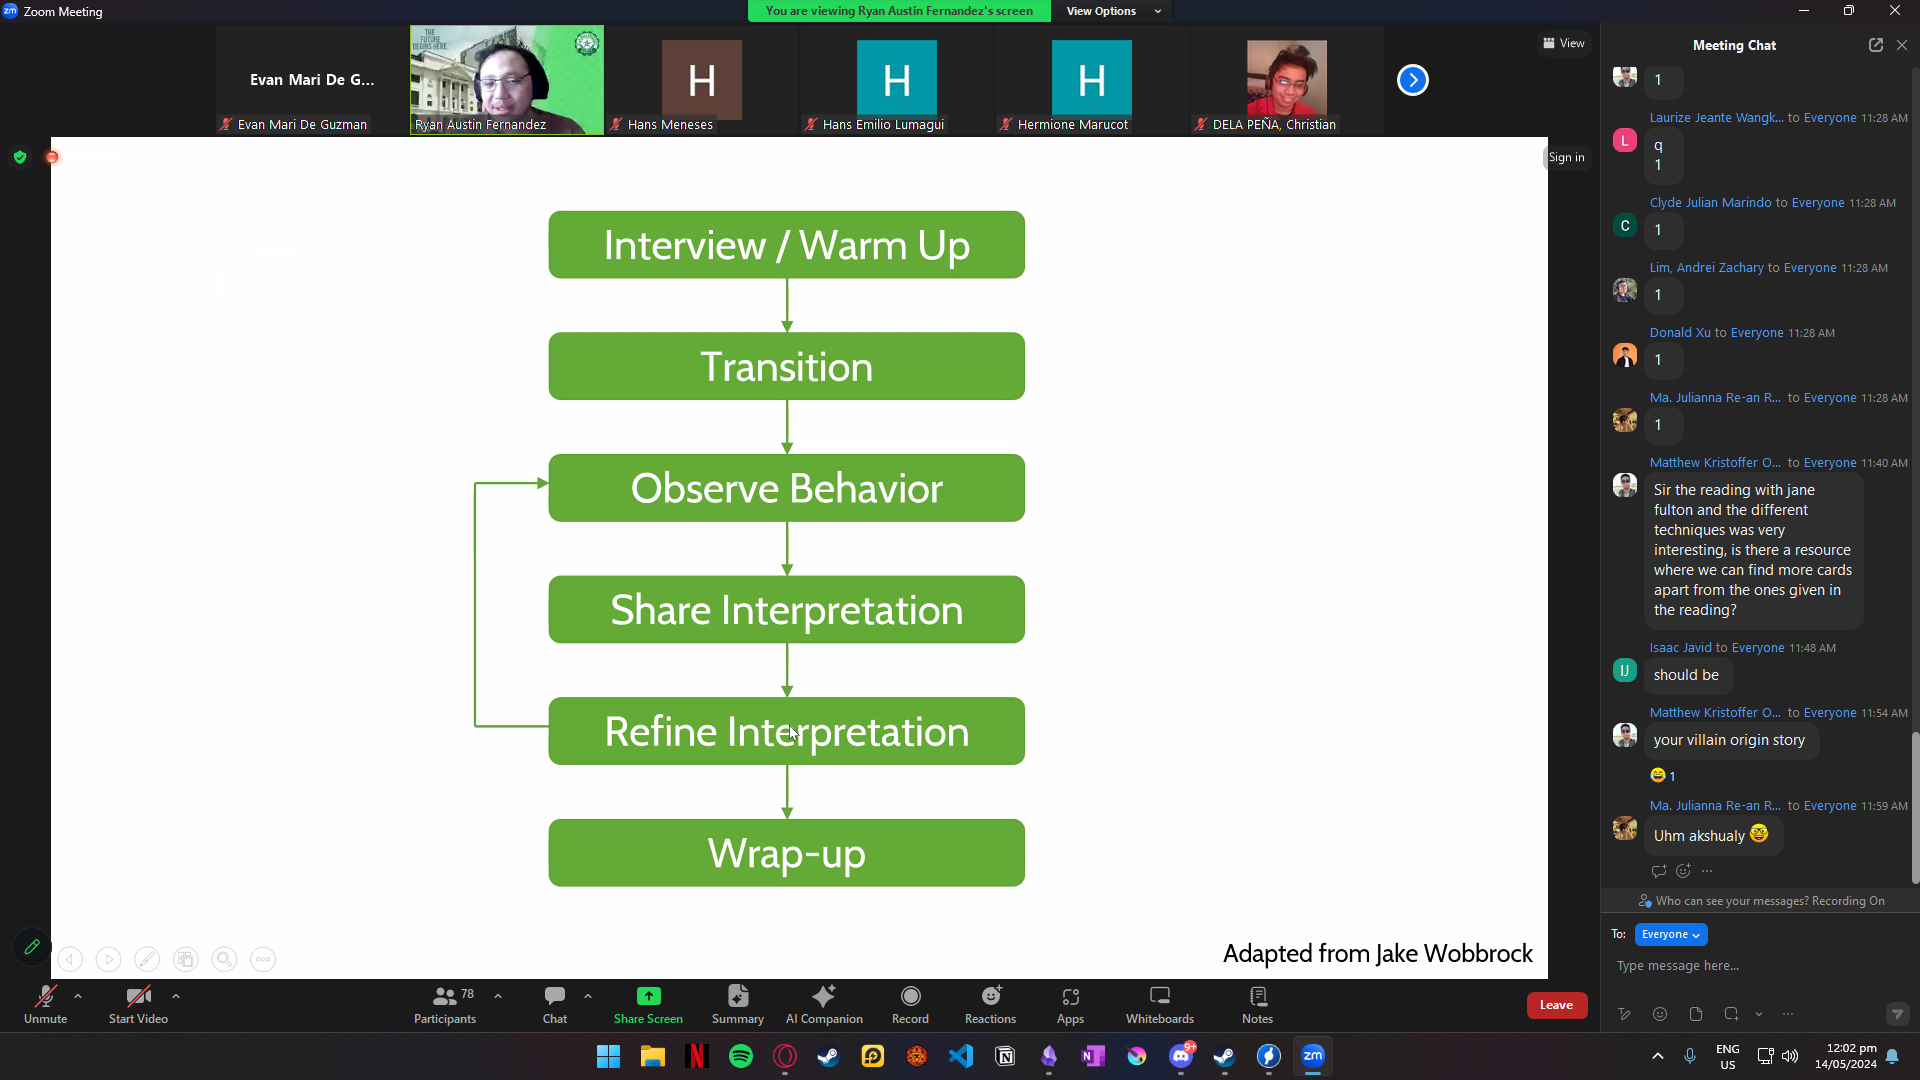 Zoom Meeting
You are viewing Ryan Austin Fernandez's screen
View Options
View
Evan Mari De G...
Evan Mari De Guzman
THE
FUTURE
BEGINS HERE.
Ryan Austin Fernandez
H
Hans Meneses
H
Hans Emilio Lumagui
H
Hermione Marucot
DELA PEÑA, Christian
Sign in
Interview / Warm Up
Transition
Observe Behavior
Share Interpretation
Refine Interpretation
Wrap-up
Adapted from Jake Wobbrock
Meeting Chat
1
Laurize Jeante Wangk... to Everyone 11:28 AM
L
q
1
Clyde Julian Marindo to Everyone 11:28 AM
C
1
Lim, Andrei Zachary to Everyone 11:28 AM
1
Donald Xu to Everyone 11:28 AM
1
Ma. Julianna Re-an R... to Everyone 11:28 AM
1
Matthew Kristoffer O... to Everyone 11:40 AM
Sir the reading with jane
fulton and the different
techniques was very
interesting, is there a resource
where we can find more cards
apart from the ones given in
the reading?
Isaac Javid to Everyone 11:48 AM
IJ
should be
Matthew Kristoffer O... to Everyone 11:54 AM
your villain origin story
😄 1
Ma. Julianna Re-an R... to Everyone 11:59 AM
Uhm akshualy 🤓
Who can see your messages? Recording On
To: Everyone
Type message here...
Unmute
Start Video
78
Participants
Chat
Share Screen
Summary
AI Companion
Record
Reactions
Apps
Whiteboards
Notes
Leave
9+
zm
ENG
US
12:02 pm
14/05/2024